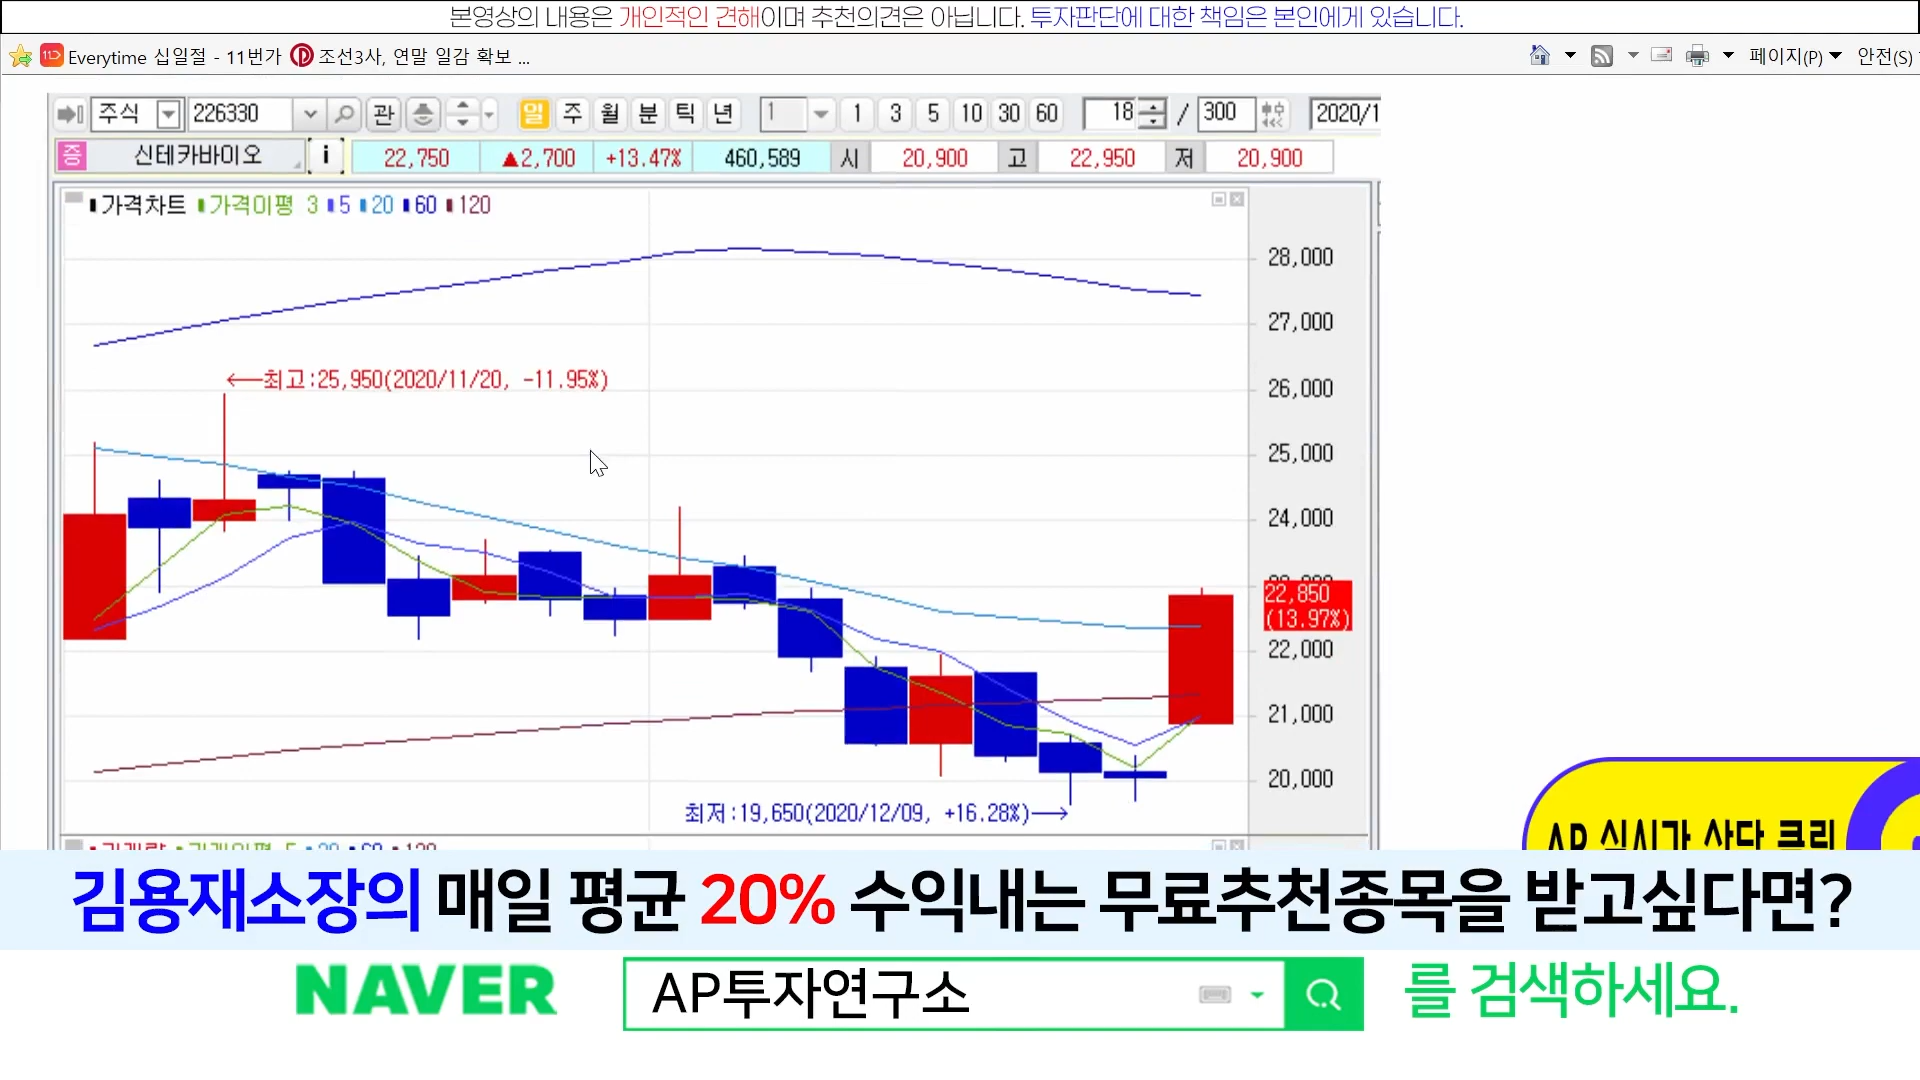 본영상의 내용은 개인적인 견해이며 추천의견은 아닙니다. 투자판단에 대한 책임은 본인에게 있습니다.
Everytime 십일절 - 11번가 조선3사, 연말 일감 확보 ... 페이지(P) 안전(S)
주식 226330 관 일 주 월 분 틱 년 1 1 3 5 10 30 60 18 / 300 2020/1
증 신테카바이오 i 22,750 ▲2,700 +13.47% 460,589 시 20,900 고 22,950 저 20,900
가격차트 가격이평 3 5 20 60 120
28,000
27,000
←최고:25,950(2020/11/20, -11.95%)
26,000
25,000
24,000
22,850
(13.97%)
22,000
21,000
20,000
최저:19,650(2020/12/09, +16.28%)→
AP 실시간 상담 클릭
김용재소장의 매일 평균 20% 수익내는 무료추천종목을 받고싶다면?
NAVER AP투자연구소 를 검색하세요.